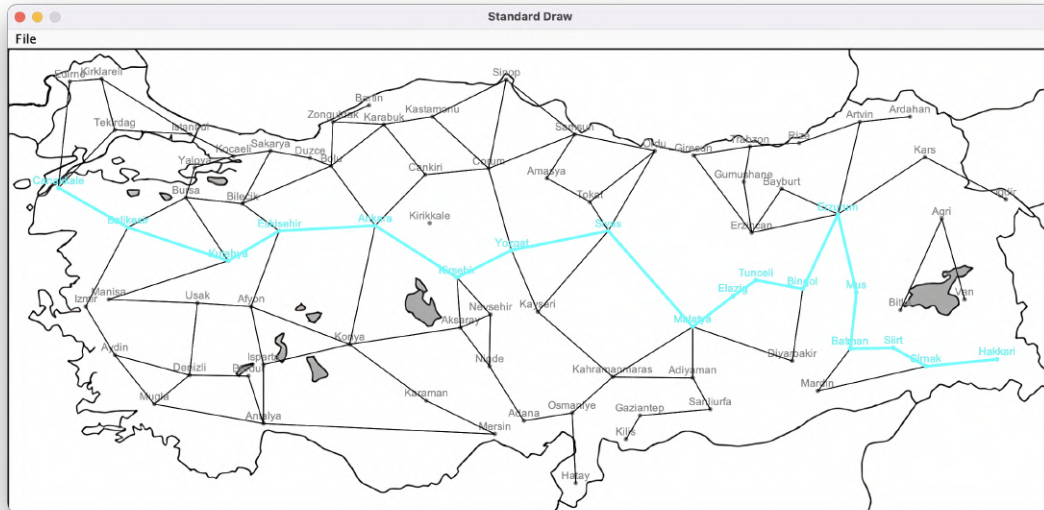 Standard Draw
File
Edirne
Kirklareli
Sinop
Bartin
Zonguldak
Kastamonu
Karabuk
Tekirdag
Istanbul
Samsun
Ordu
Giresun
Trabzon
Rize
Artvin
Ardahan
Kocaeli
Sakarya
Duzce
Bolu
Yalova
Cankiri
Corum
Amasya
Gumushane
Bayburt
Kars
Canakkale
Bursa
Bilecik
Tokat
Igdir
Balikesir
Eskisehir
Ankara
Kirikkale
Sivas
Erzincan
Erzurum
Agri
Kutahya
Yozgat
Kirsehir
Tunceli
Elazig
Bingol
Mus
Manisa
Izmir
Usak
Afyon
Nevsehir
Kayseri
Van
Aksaray
Malatya
Konya
Aydin
Batman
Siirt
Sirnak
Hakkari
Denizli
Isparta
Nigde
Kahramanmaras
Adiyaman
Diyarbakir
Mardin
Mugla
Karaman
Antalya
Adana
Osmaniye
Gaziantep
Sanliurfa
Mersin
Kilis
Hatay